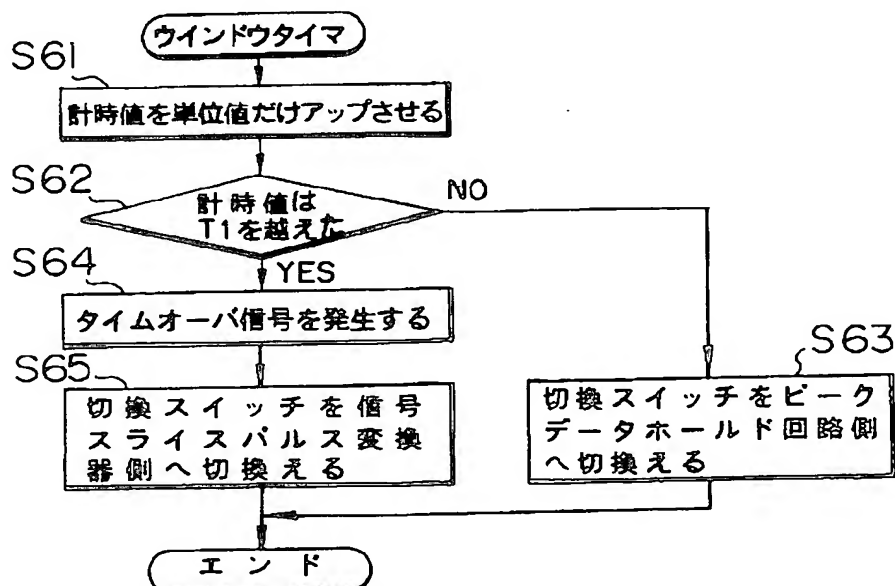 ウインドウタイマ
S61
計時値を単位値だけアップさせる
S62
計時値は
T1を越えた
NO
YES
S64
タイムオーバ信号を発生する
S65
切換スイッチを信号
スライスパルス変換
器側へ切換える
S63
切換スイッチをピーク
データホールド回路側
へ切換える
エンド